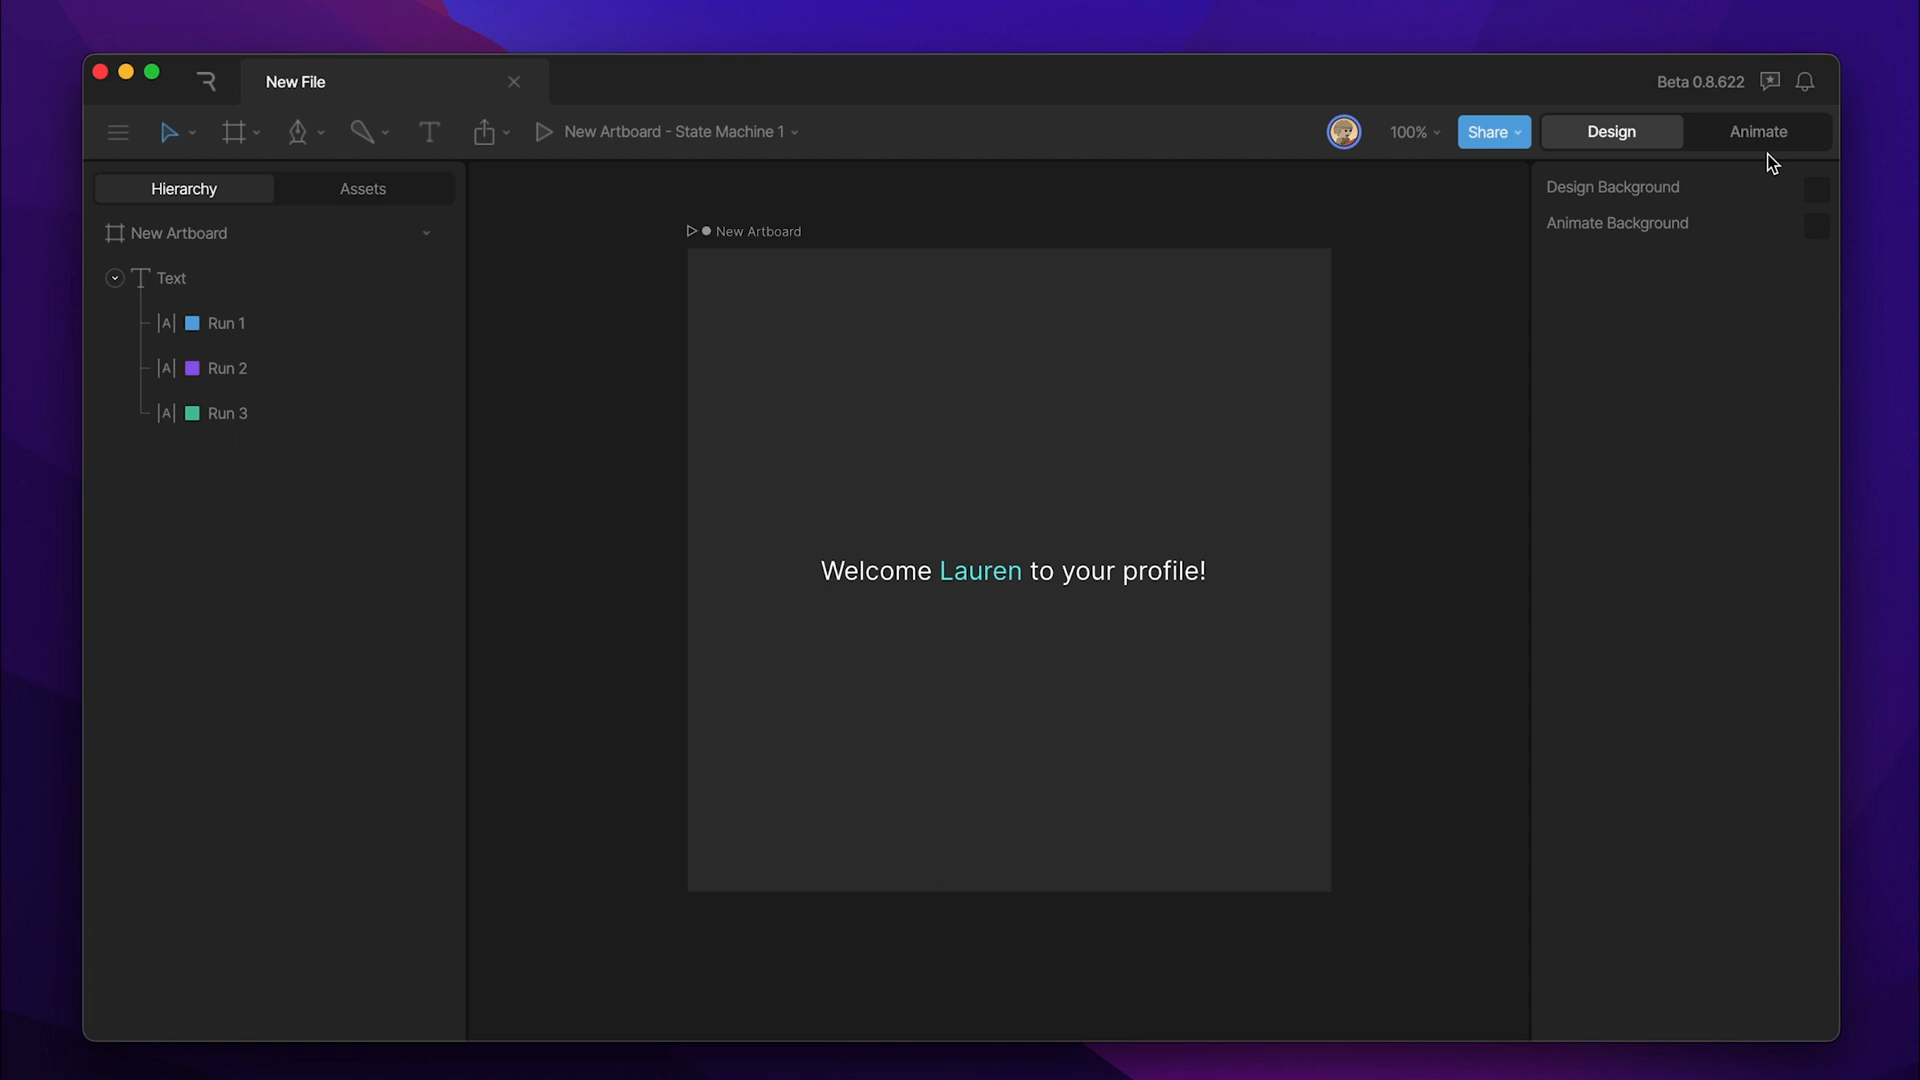 New File
Beta 0.8.622
New Artboard - State Machine 1
100%
Share
Design
Animate
Hierarchy
Assets
Design Background
Animate Background
New Artboard
New Artboard
Text
|A| Run 1
|A| Run 2
|A| Run 3
Welcome Lauren to your profile!